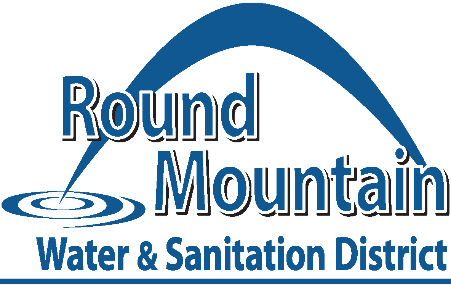 Round
Mountain
Water & Sanitation District